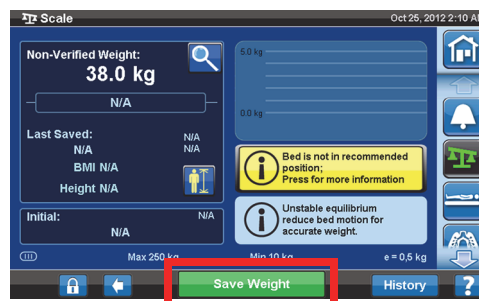 Scale
Oct 25, 2012 2:10 AM
Non-Verified Weight:
38.0 kg
N/A
Last Saved:
N/A
N/A
N/A
BMI N/A
Height N/A
Initial:
N/A
N/A
5.0 kg
0.0 kg
Bed is not in recommended
position;
Press for more information
Unstable equilibrium
reduce bed motion for
accurate weight.
Max 250 kg
Min 10 kg
e = 0,5 kg
Save Weight
History
?